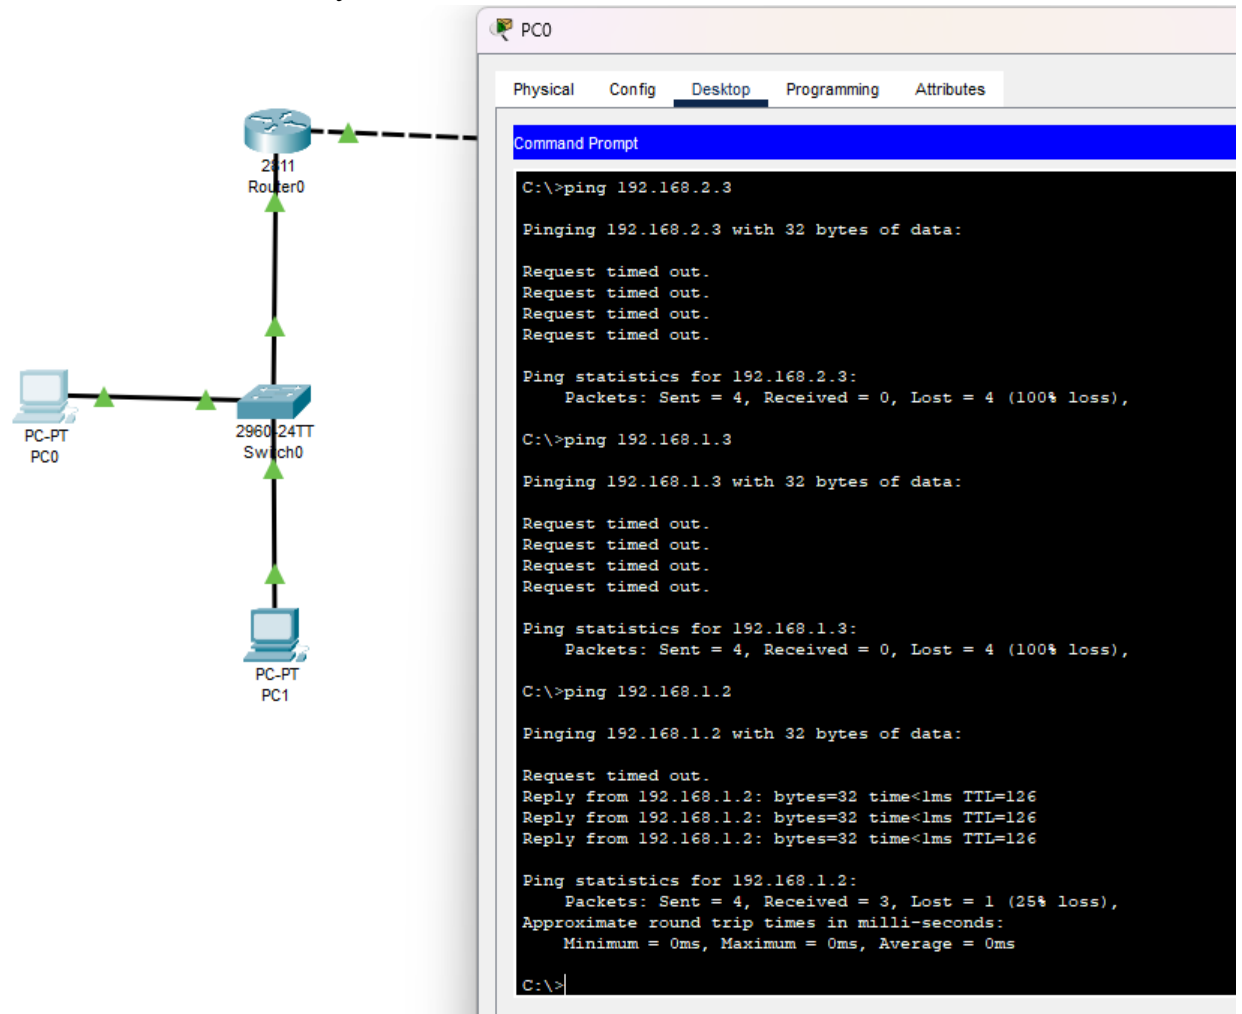 PC0
Physical Config Desktop Programming Attributes
Command Prompt
C:\>ping 192.168.2.3
Pinging 192.168.2.3 with 32 bytes of data:
Request timed out.
Request timed out.
Request timed out.
Request timed out.
Ping statistics for 192.168.2.3:
Packets: Sent = 4, Received = 0, Lost = 4 (100% loss),
C:\>ping 192.168.1.3
Pinging 192.168.1.3 with 32 bytes of data:
Request timed out.
Request timed out.
Request timed out.
Request timed out.
Ping statistics for 192.168.1.3:
Packets: Sent = 4, Received = 0, Lost = 4 (100% loss),
C:\>ping 192.168.1.2
Pinging 192.168.1.2 with 32 bytes of data:
Request timed out.
Reply from 192.168.1.2: bytes=32 time<1ms TTL=126
Reply from 192.168.1.2: bytes=32 time<1ms TTL=126
Reply from 192.168.1.2: bytes=32 time<1ms TTL=126
Ping statistics for 192.168.1.2:
Packets: Sent = 4, Received = 3, Lost = 1 (25% loss),
Approximate round trip times in milli-seconds:
Minimum = 0ms, Maximum = 0ms, Average = 0ms
C:\>
2811
Router0
PC-PT
PC0
2960-24TT
Switch0
PC-PT
PC1